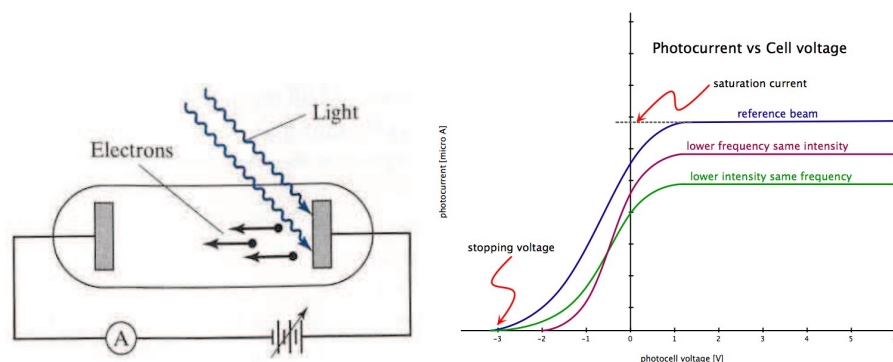 Light
Electrons
A
Photocurrent vs Cell voltage
saturation current
reference beam
lower frequency same intensity
lower intensity same frequency
stopping voltage
photocurrent [micro A]
-3
-2
-1
0
1
2
3
4
5
photocell voltage [V]